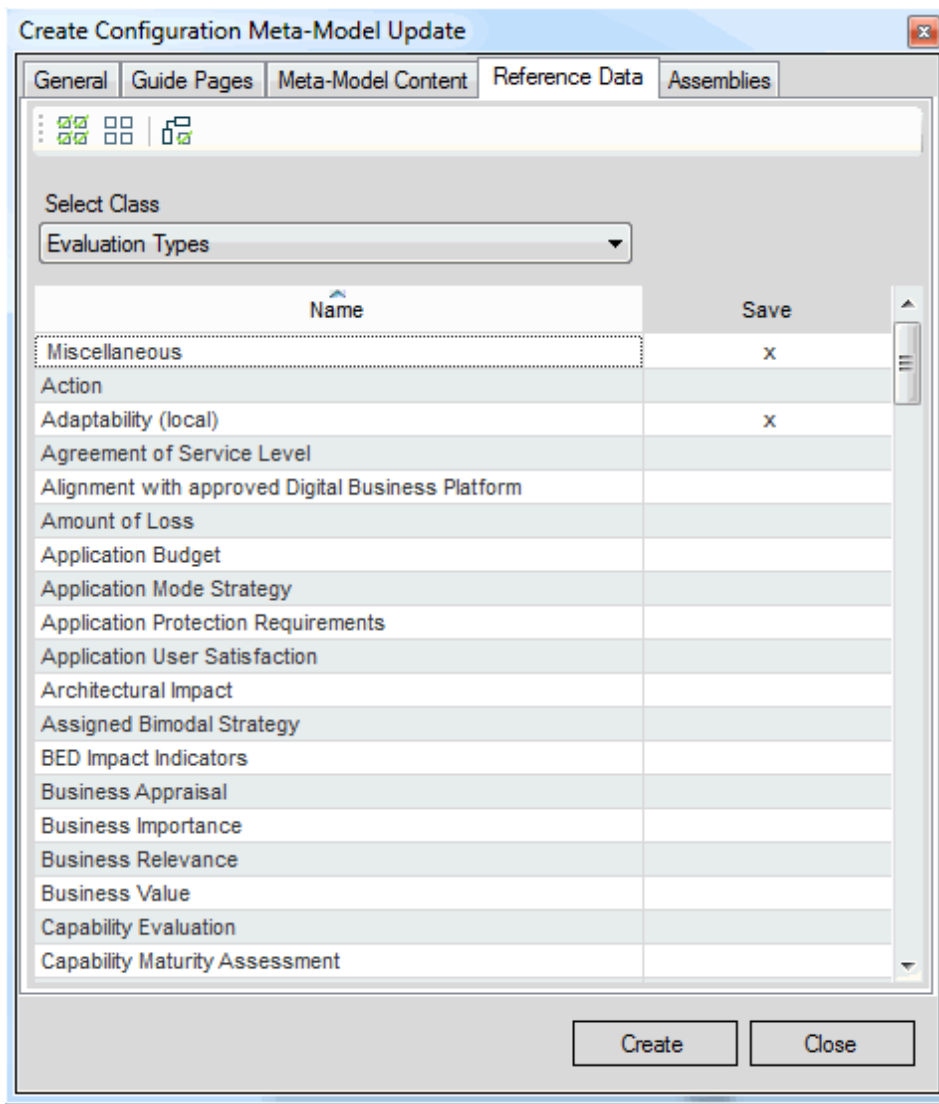 Create Configuration Meta-Model Update
General Guide Pages Meta-Model Content Reference Data Assemblies
Select Class
Evaluation Types
Name Save
Miscellaneous x
Action
Adaptability (local) x
Agreement of Service Level
Alignment with approved Digital Business Platform
Amount of Loss
Application Budget
Application Mode Strategy
Application Protection Requirements
Application User Satisfaction
Architectural Impact
Assigned Bimodal Strategy
BED Impact Indicators
Business Appraisal
Business Importance
Business Relevance
Business Value
Capability Evaluation
Capability Maturity Assessment
Create Close